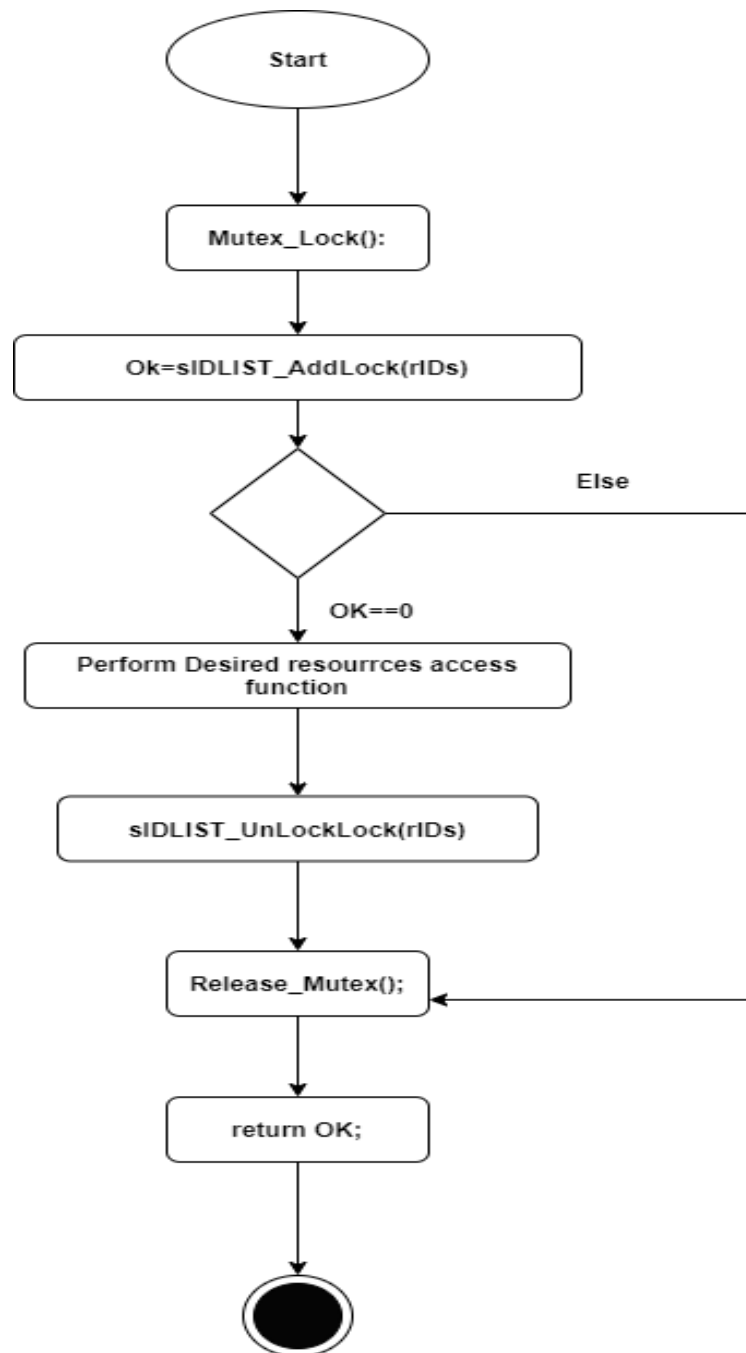 Start
Mutex_Lock():
Ok=sIDLIST_AddLock(rIDs)
Else
OK==0
Perform Desired resourrces access
function
sIDLIST_UnLockLock(rIDs)
Release_Mutex();
return OK;